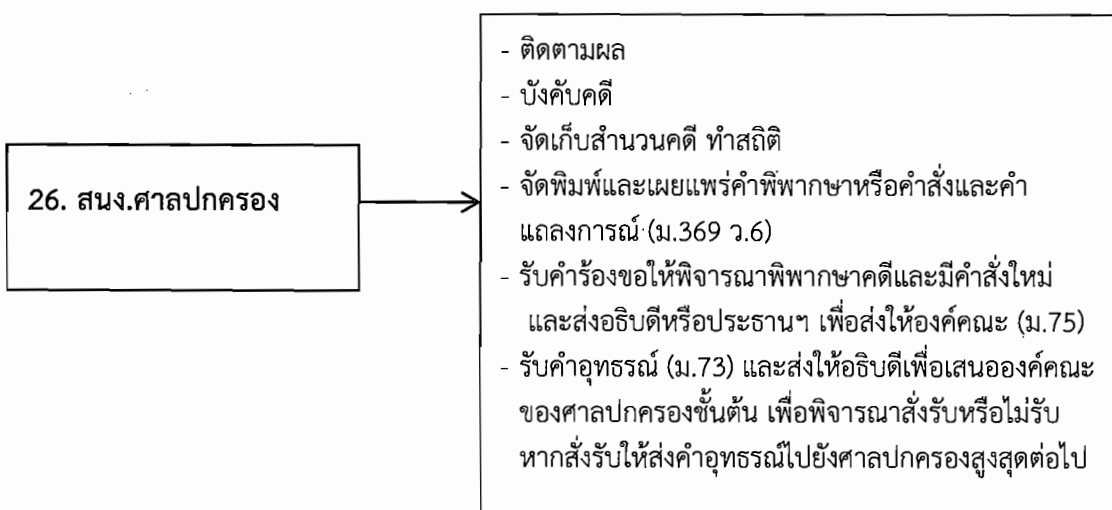 26. สนง.ศาลปกครอง
- ติดตามผล
- บังคับคดี
- จัดเก็บสำนวนคดี ทำสถิติ
- จัดพิมพ์และเผยแพร่คำพิพากษาหรือคำสั่งและคำ
แถลงการณ์ (ม.369 ว.6)
- รับคำร้องขอให้พิจารณาพิพากษาคดีและมีคำสั่งใหม่
และส่งอธิบดีหรือประธานฯ เพื่อส่งให้องค์คณะ (ม.75)
- รับคำอุทธรณ์ (ม.73) และส่งให้อธิบดีเพื่อเสนอองค์คณะ
ของศาลปกครองชั้นต้น เพื่อพิจารณาสั่งรับหรือไม่รับ
หากสั่งรับให้ส่งคำอุทธรณ์ไปยังศาลปกครองสูงสุดต่อไป